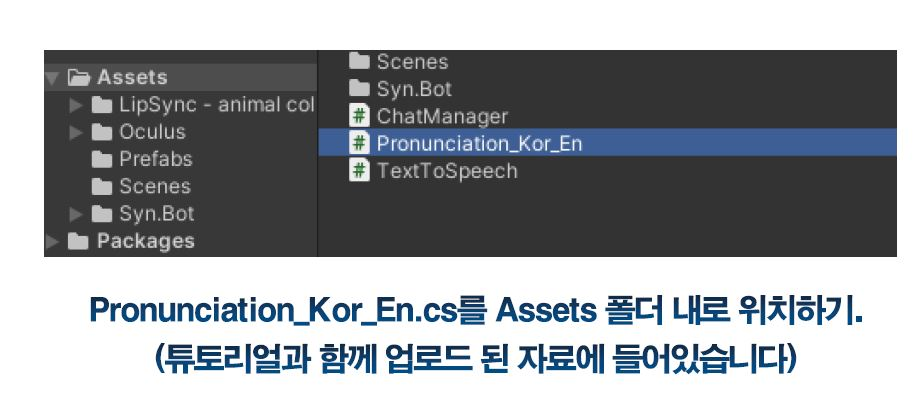 Assets
LipSync - animal col
Oculus
Prefabs
Scenes
Syn.Bot
Packages
Scenes
Syn.Bot
ChatManager
Pronunciation_Kor_En
TextToSpeech
Pronunciation_Kor_En.cs를 Assets 폴더 내로 위치하기.
(튜토리얼과 함께 업로드 된 자료에 들어있습니다)